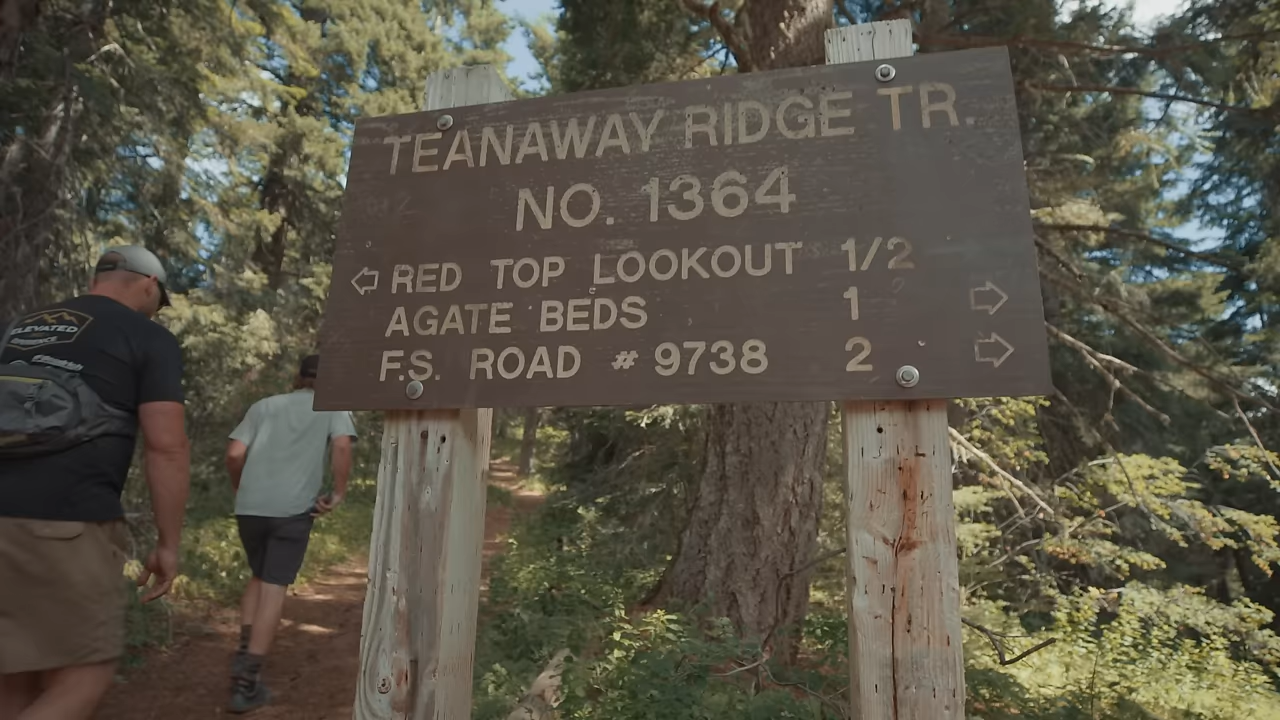 TEANAWAY RIDGE TR.
NO. 1364
RED TOP LOOKOUT 1/2
AGATE BEDS 1
F.S. ROAD # 9738 2
ELEVATED